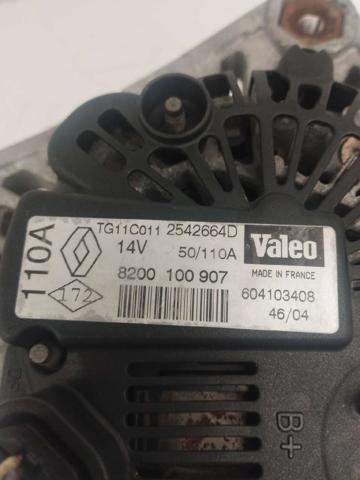 110A
TG11C011 2542664D
14V 50/110A
8200 100 907
172
Valeo
MADE IN FRANCE
604103408
46/04
B+